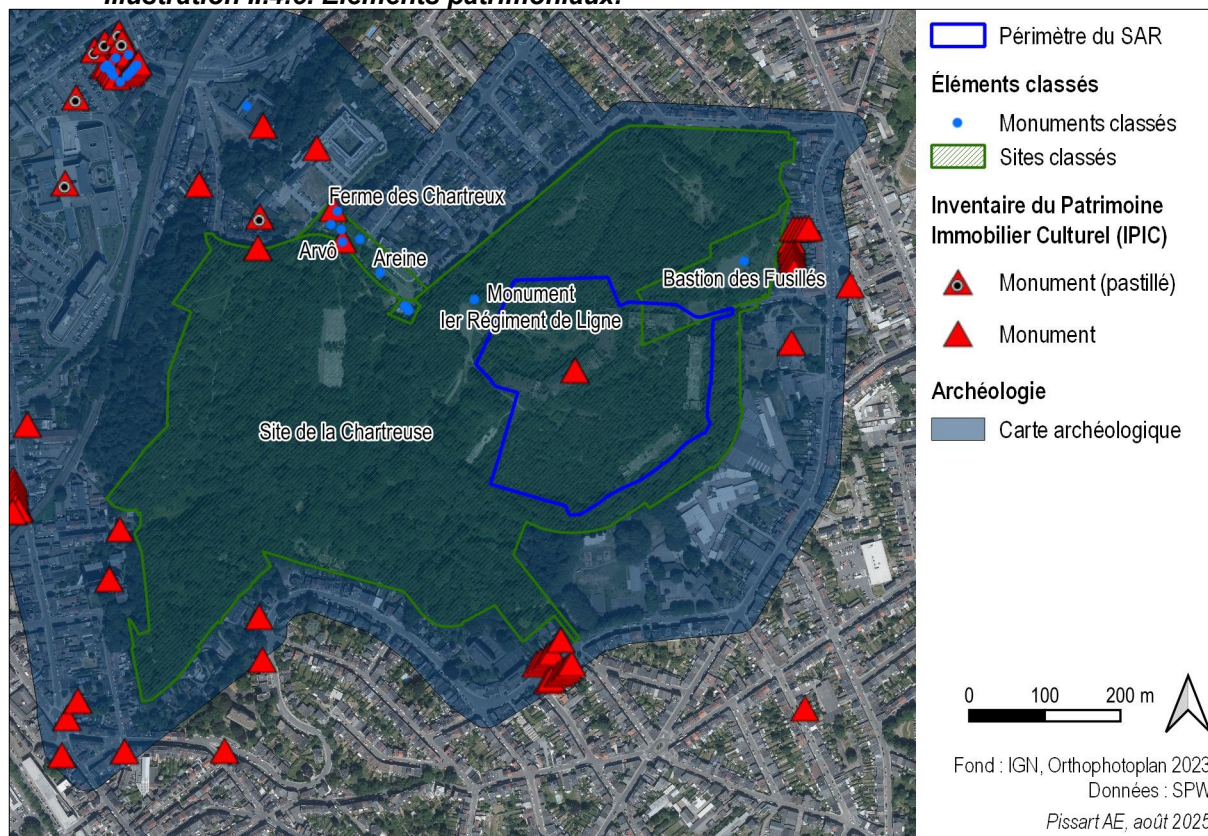 Illustration II.4.c. Éléments patrimoniaux.
Ferme des Chartreux
Arvô
Areine
Monument
Ier Régiment de Ligne
Bastion des Fusillés
Site de la Chartreuse
Périmètre du SAR
Éléments classés
Monuments classés
Sites classés
Inventaire du Patrimoine
Immobilier Culturel (IPIC)
Monument (pastillé)
Monument
Archéologie
Carte archéologique
0 100 200 m
Fond : IGN, Orthophotoplan 2023
Données : SPW
Pissart AE, août 2025